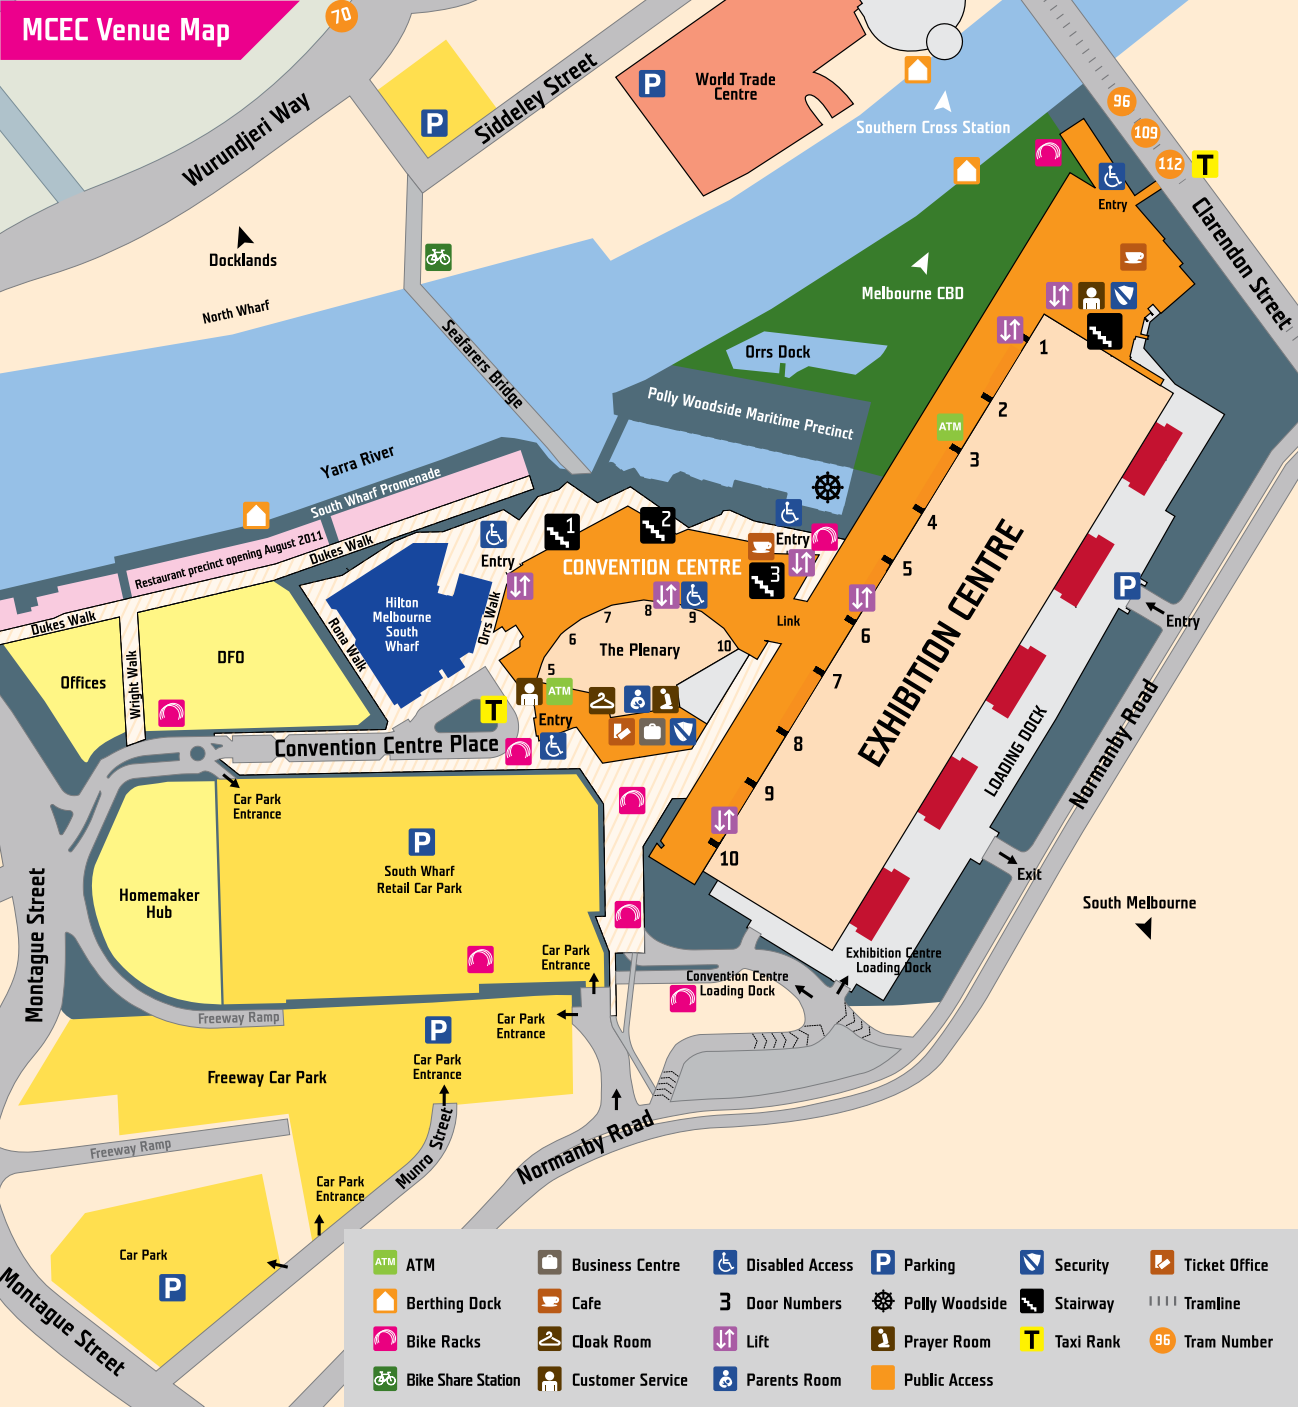 MCEC Venue Map
70
Wurundjeri Way
Siddeley Street
P
P
World Trade
Centre
Southern Cross Station
96
109
112
T
Entry
Clarendon Street
Docklands
North Wharf
Seafarers Bridge
Melbourne CBD
Orrs Dock
Polly Woodside Maritime Precinct
Yarra River
South Wharf Promenade
Restaurant precinct opening August 2011
Dukes Walk
Dukes Walk
ATM
1
2
3
4
5
6
7
8
9
10
EXHIBITION CENTRE
LOADING DOCK
P
Entry
Normanby Road
Exit
South Melbourne
1
2
3
Entry
Entry
CONVENTION CENTRE
Link
Hilton
Melbourne
South
Wharf
Rona Walk
Orrs Walk
The Plenary
5
6
7
8
9
10
ATM
Entry
T
Offices
Wright Walk
DFO
Convention Centre Place
Car Park
Entrance
P
South Wharf
Retail Car Park
Homemaker
Hub
Montague Street
Car Park
Entrance
Convention Centre
Loading Dock
Exhibition Centre
Loading Dock
Freeway Ramp
Car Park
Entrance
P
Car Park
Entrance
Freeway Car Park
Freeway Ramp
Munro Street
Normanby Road
Car Park
Entrance
Car Park
P
Montague Street
ATM ATM
Business Centre
Disabled Access
P Parking
Security
Ticket Office
Berthing Dock
Cafe
3 Door Numbers
Polly Woodside
Stairway
Tramline
Bike Racks
Cloak Room
Lift
Prayer Room
T Taxi Rank
96 Tram Number
Bike Share Station
Customer Service
Parents Room
Public Access